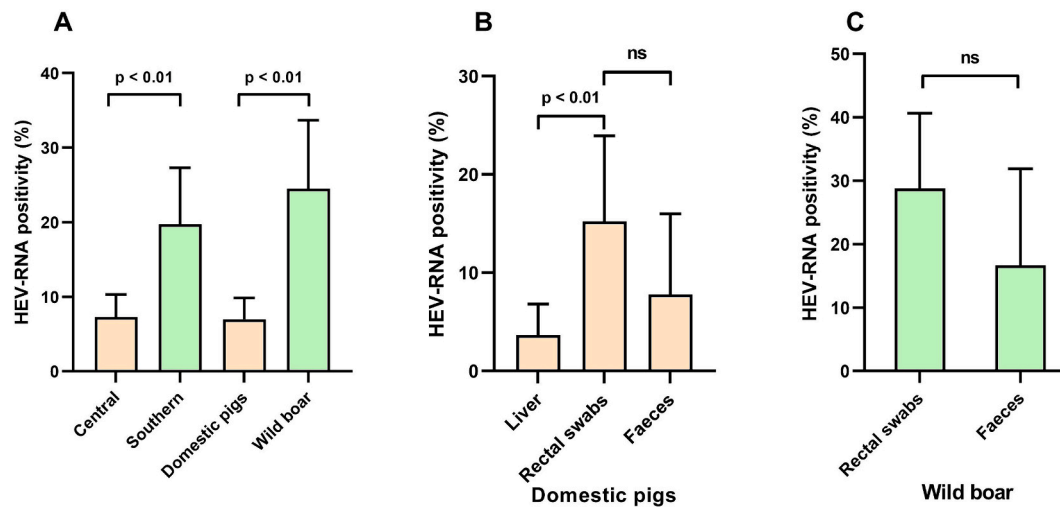 A
HEV-RNA positivity (%)
40
30
20
10
0
p < 0.01
p < 0.01
Central
Southern
Domestic pigs
Wild boar
B
HEV-RNA positivity (%)
30
20
10
0
p < 0.01
ns
Liver
Rectal swabs
Faeces
Domestic pigs
C
HEV-RNA positivity (%)
50
40
30
20
10
0
ns
Rectal swabs
Faeces
Wild boar